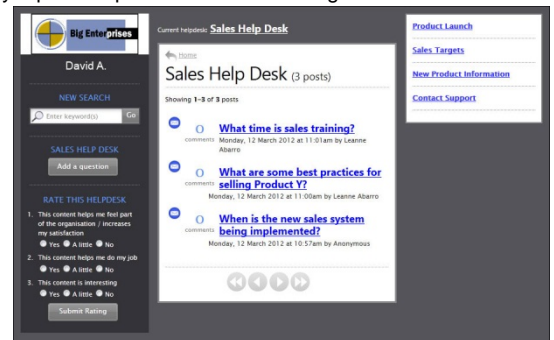 Big Enterprises
David A.
NEW SEARCH
Enter keyword(s)
Go
SALES HELP DESK
Add a question
RATE THIS HELPDESK
1. This content helps me feel part
of the organisation / increases
my satisfaction
Yes A little No
2. This content helps me do my job
Yes A little No
3. This content is interesting
Yes A little No
Submit Rating
Current helpdesk: Sales Help Desk
Home
Sales Help Desk (3 posts)
Showing 1-3 of 3 posts
0
comments
What time is sales training?
Monday, 12 March 2012 at 11:01am by Leanne
Abarro
0
comments
What are some best practices for
selling Product Y?
Monday, 12 March 2012 at 11:00am by Leanne Abarro
0
comments
When is the new sales system
being implemented?
Monday, 12 March 2012 at 10:57am by Anonymous
Product Launch
Sales Targets
New Product Information
Contact Support